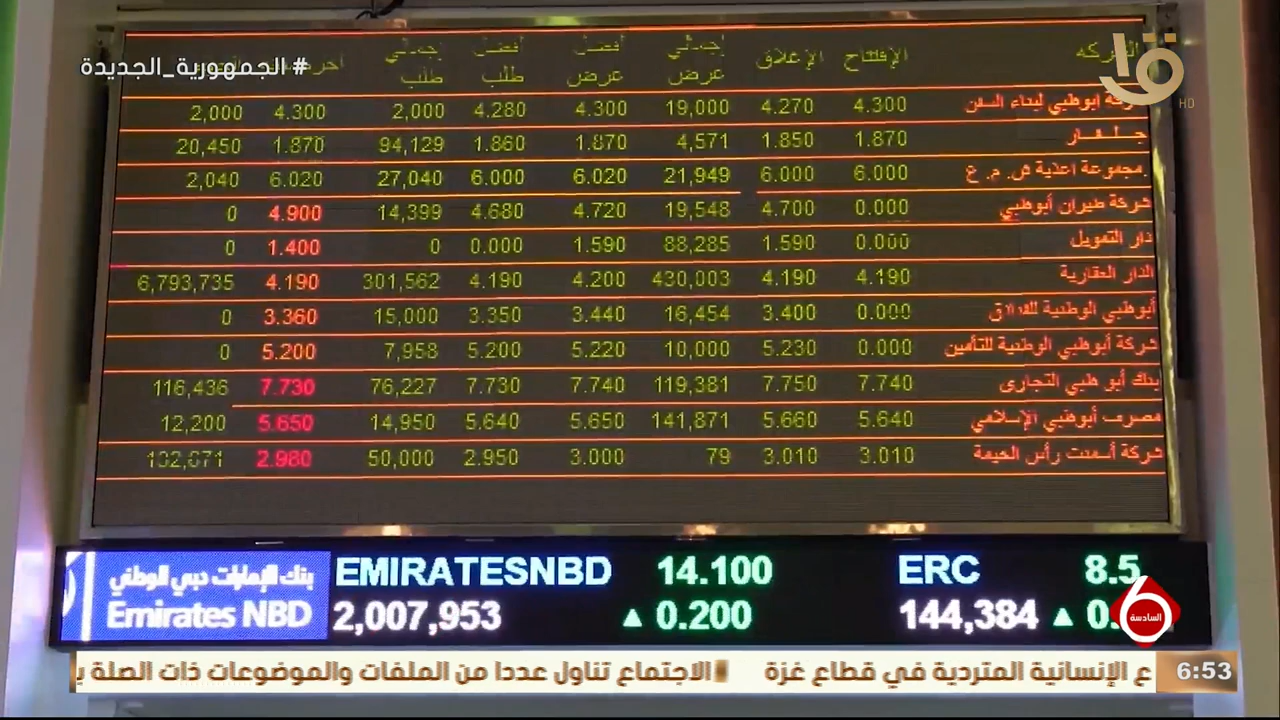 #الجمهورية_الجديدة
HD
الافتتاح الإغلاق إجمالي عرض أفضل عرض أفضل طلب إجمالي طلب
أبوظبي لبناء السفن 4.300 4.270 19,000 4.300 4.280 2,000 4.300 2,000
جلفار 1.870 1.850 4,571 1.870 1.860 94,129 1.870 20,450
مجموعة اغذية ش. م. ع 6.000 6.000 21,949 6.020 6.000 27,040 6.020 2,040
شركة طيران أبوظبي 0.000 4.700 19,548 4.720 4.680 14,399 4.900 0
دار التمويل 0.000 1.590 88,285 1.590 0.000 0 1.400 0
الدار العقارية 4.190 4.190 430,003 4.200 4.190 301,562 4.190 6,793,735
أبوظبي الوطنية للفنادق 0.000 3.400 16,454 3.440 3.350 15,000 3.360 0
شركة أبوظبي الوطنية للتأمين 0.000 5.230 10,000 5.220 5.200 7,958 5.200 0
بنك أبو ظبي التجارى 7.740 7.750 119,381 7.740 7.730 76,227 7.730 116,436
مصرف أبوظبي الإسلامي 5.640 5.660 141,871 5.650 5.640 14,950 5.650 12,200
شركة أسمنت رأس الخيمة 3.010 3.010 79 3.000 2.950 50,000 2.980 132,671
بنك الإمارات دبي الوطني
Emirates NBD
EMIRATESNBD 14.100 ERC 8.5
2,007,953 ▲ 0.200 144,384 ▲ 0.
السادسة
6:53 ع الإنسانية المتردية في قطاع غزة الاجتماع تناول عددا من الملفات والموضوعات ذات الصلة